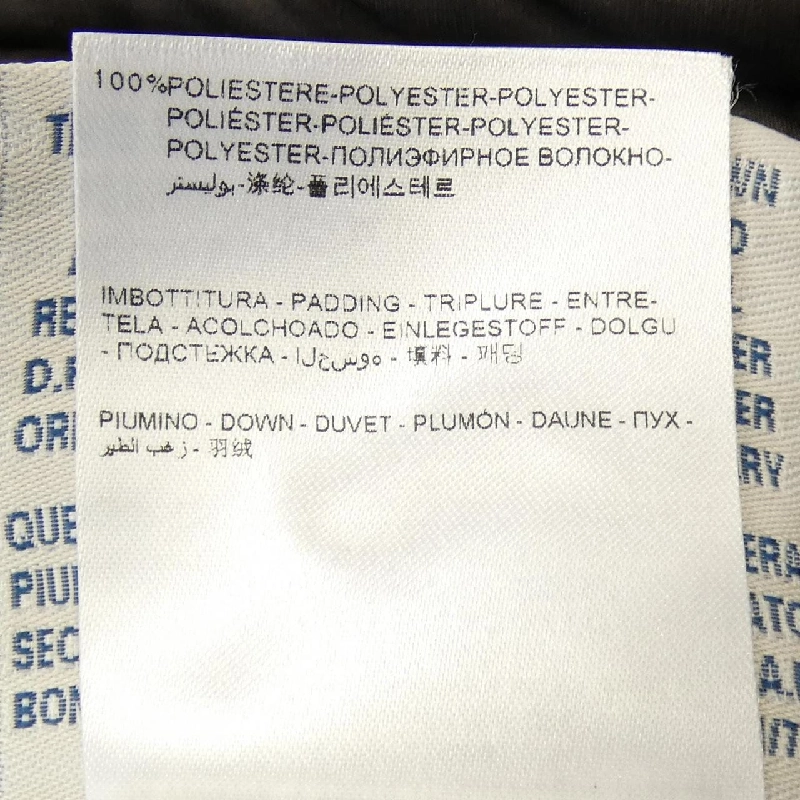 100%POLIESTERE-POLYESTER-POLYESTER-
POLIÉSTER-POLIÉSTER-POLYESTER-
POLYESTER-ПОЛИЭФИРНОЕ ВОЛОКНО-
بوليستر-涤纶-폴리에스테르
IMBOTTITURA - PADDING - TRIPLURE - ENTRE-
TELA - ACOLCHOADO - EINLEGESTOFF - DOLGU
- ПОДСТЕЖКА - الحسوه - 填料 - 패딩
PIUMINO - DOWN - DUVET - PLUMÓN - DAUNE - ПУХ -
زغب الطير - 羽绒